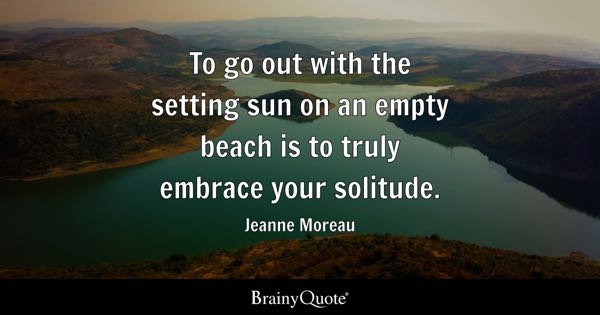 To go out with the
setting sun on an empty
beach is to truly
embrace your solitude.
Jeanne Moreau
BrainyQuote®